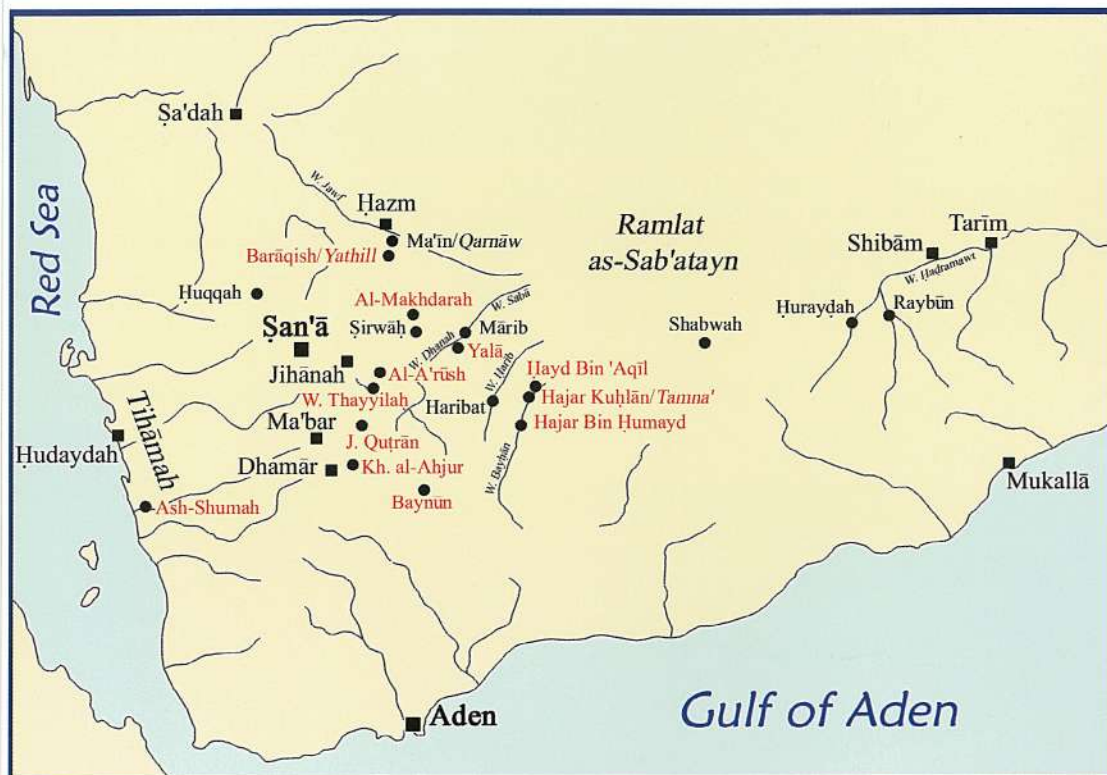 Ṣa'dah
W. Jawf
Ḥazm
Ma'īn/Qarnāw
Barāqish/Yathill
Ramlat
as-Sab'atayn
Tarīm
Shibām
W. Ḥaḍramawt
Red Sea
Ḥuqqah
Al-Makhdarah
W. Sabā
Ṣirwāḥ
Mārib
Shabwah
Ḥurayḍah
Raybūn
Ṣan'ā
W. Dhanah
Yalā
Jihānah
Al-A'rūsh
W. Ḥarib
Ḥayd Bin 'Aqīl
W. Thayyilah
Haribat
Hajar Kuḥlān/Tamna'
Tihāmah
Ma'bar
J. Quṭrān
Hajar Bin Ḥumayd
Ḥudaydah
Dhamār
Kh. al-Ahjur
W. Bayḥān
Mukallā
Baynūn
Ash-Shumah
Aden
Gulf of Aden